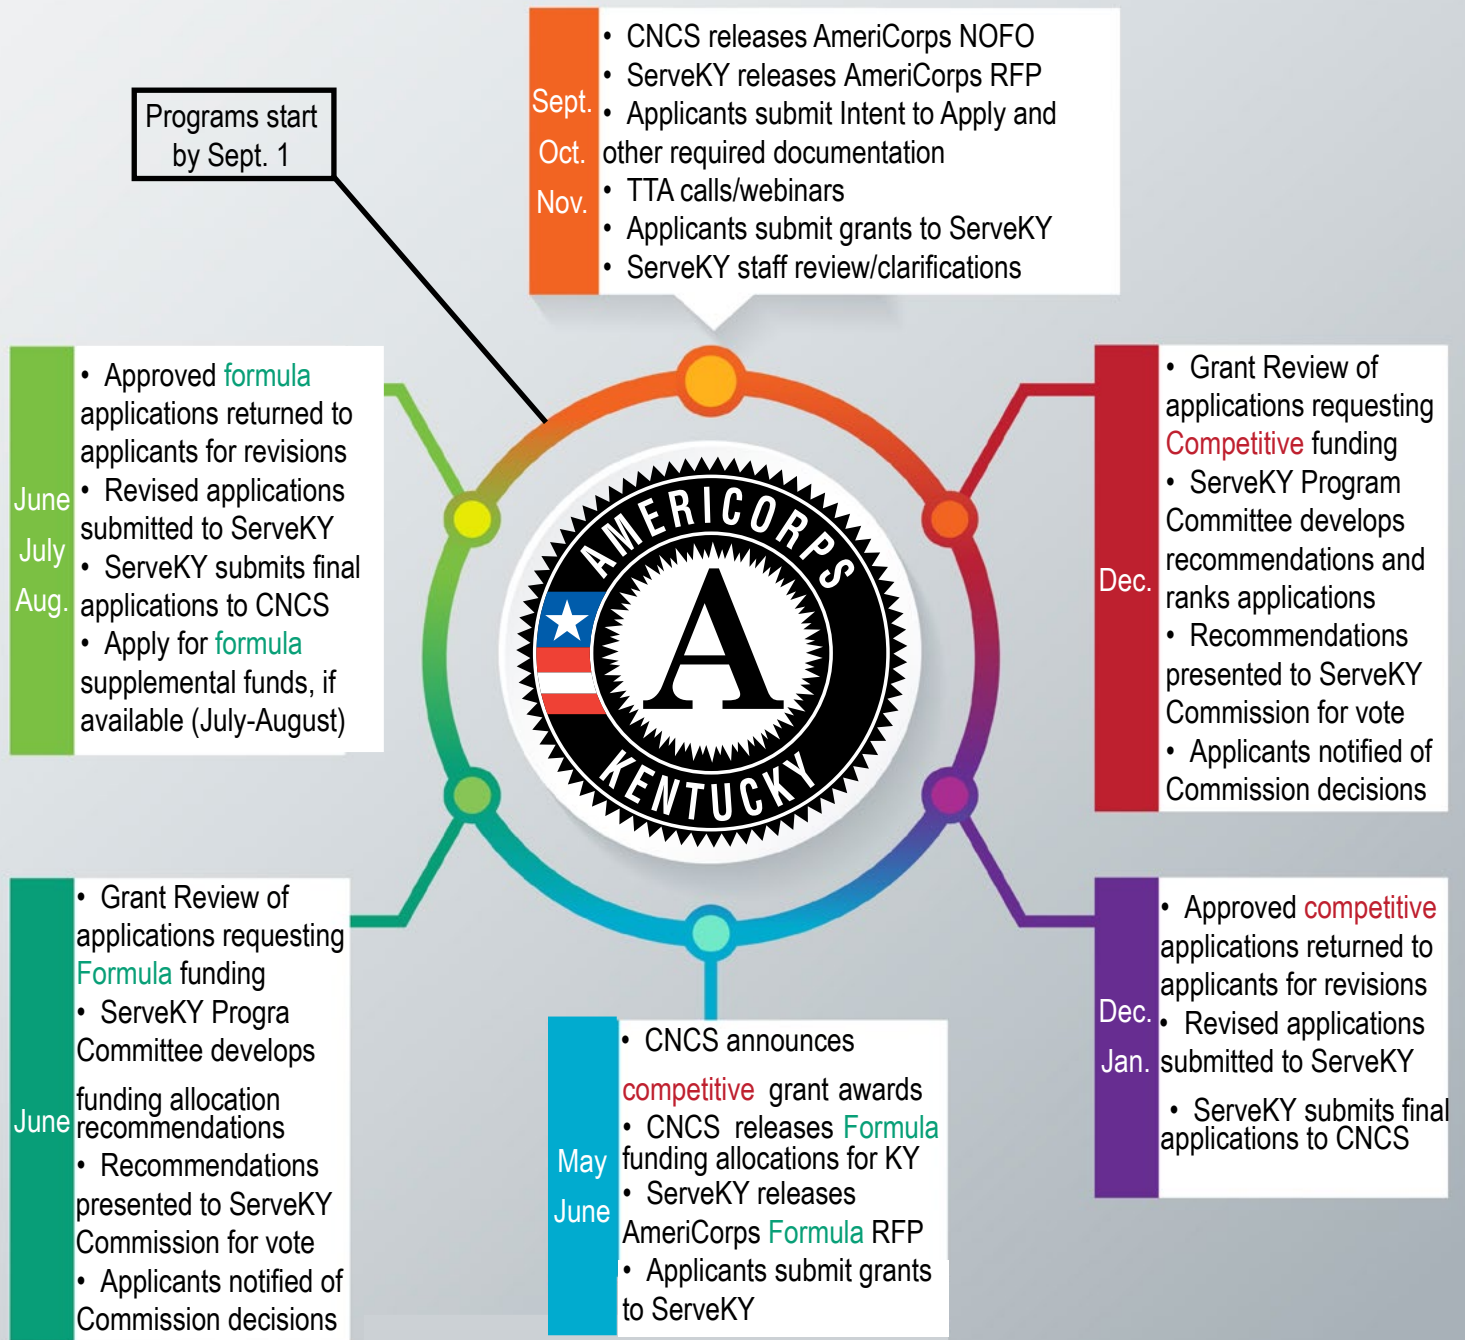 Programs start
by Sept. 1
Sept.
Oct.
Nov.
• CNCS releases AmeriCorps NOFO
• ServeKY releases AmeriCorps RFP
• Applicants submit Intent to Apply and
other required documentation
• TTA calls/webinars
• Applicants submit grants to ServeKY
• ServeKY staff review/clarifications
Dec.
• Grant Review of
applications requesting
Competitive funding
• ServeKY Program
Committee develops
recommendations and
ranks applications
• Recommendations
presented to ServeKY
Commission for vote
• Applicants notified of
Commission decisions
Dec.
Jan.
• Approved competitive
applications returned to
applicants for revisions
• Revised applications
submitted to ServeKY
• ServeKY submits final
applications to CNCS
May
June
• CNCS announces
competitive grant awards
• CNCS releases Formula
funding allocations for KY
• ServeKY releases
AmeriCorps Formula RFP
• Applicants submit grants
to ServeKY
June
• Grant Review of
applications requesting
Formula funding
• ServeKY Progra
Committee develops
funding allocation
recommendations
• Recommendations
presented to ServeKY
Commission for vote
• Applicants notified of
Commission decisions
June
July
Aug.
• Approved formula
applications returned to
applicants for revisions
• Revised applications
submitted to ServeKY
• ServeKY submits final
applications to CNCS
• Apply for formula
supplemental funds, if
available (July-August)
AMERICORPS
A
KENTUCKY